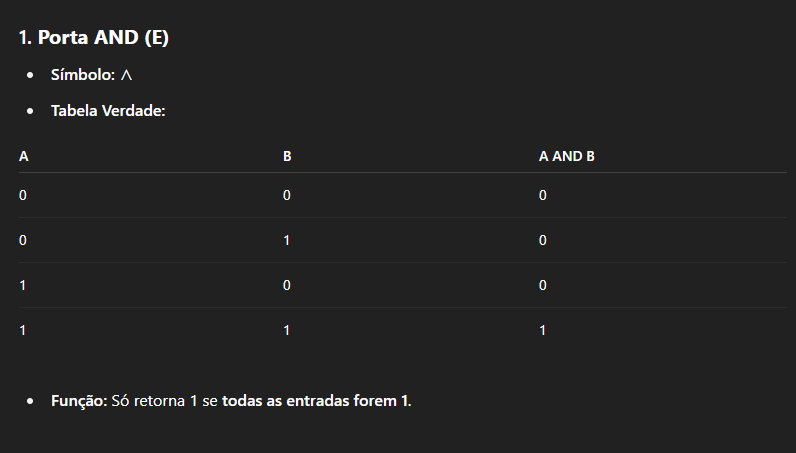 1. Porta AND (E)
• Símbolo: ∧
• Tabela Verdade:
A B A AND B
0 0 0
0 1 0
1 0 0
1 1 1
• Função: Só retorna 1 se todas as entradas forem 1.